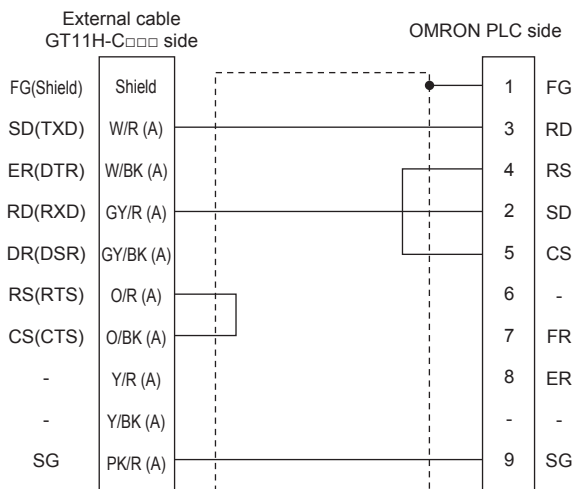 External cable
GT11H-C□□□ side
OMRON PLC side
FG(Shield) Shield 1 FG
SD(TXD) W/R (A) 3 RD
ER(DTR) W/BK (A) 4 RS
RD(RXD) GY/R (A) 2 SD
DR(DSR) GY/BK (A) 5 CS
RS(RTS) O/R (A) 6 -
CS(CTS) O/BK (A) 7 FR
- Y/R (A) 8 ER
- Y/BK (A) - -
SG PK/R (A) 9 SG